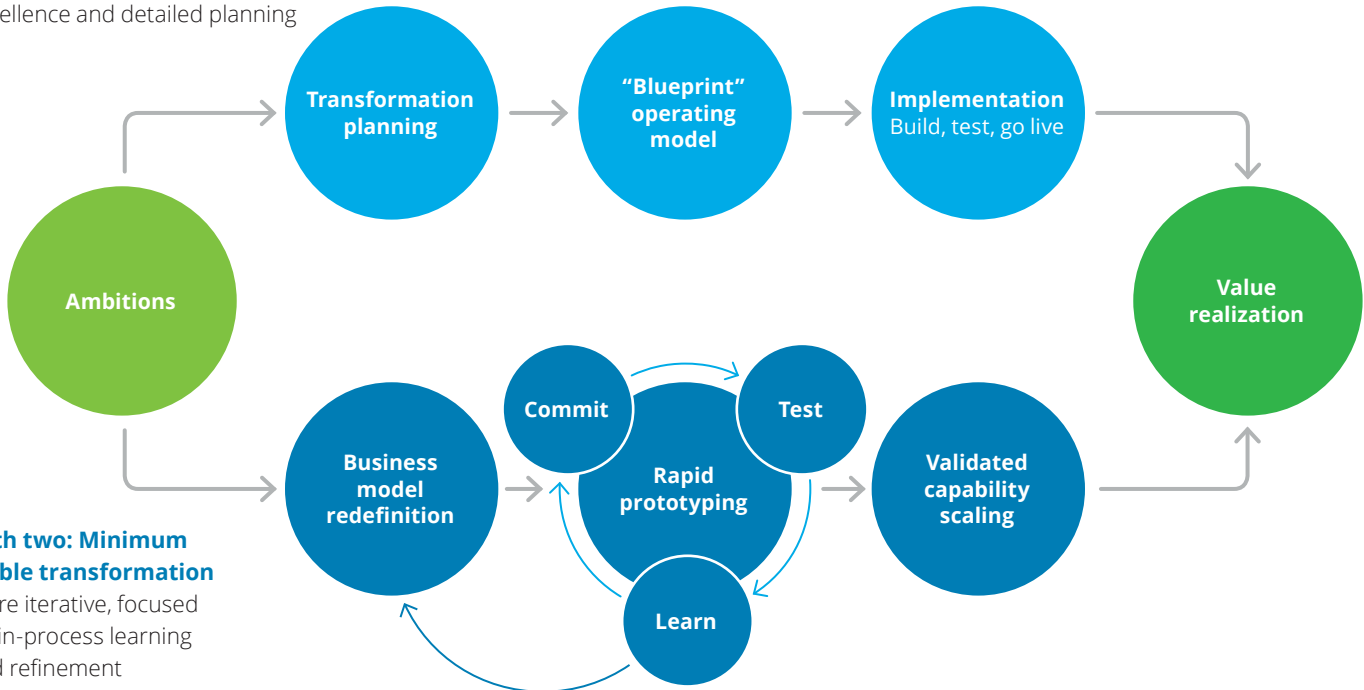 ellence and detailed planning
Transformation
planning
“Blueprint”
operating
model
Implementation
Build, test, go live
Ambitions
Value
realization
Business
model
redefinition
Commit
Test
Rapid
prototyping
Learn
Validated
capability
scaling
th two: Minimum
ble transformation
re iterative, focused
in-process learning
d refinement